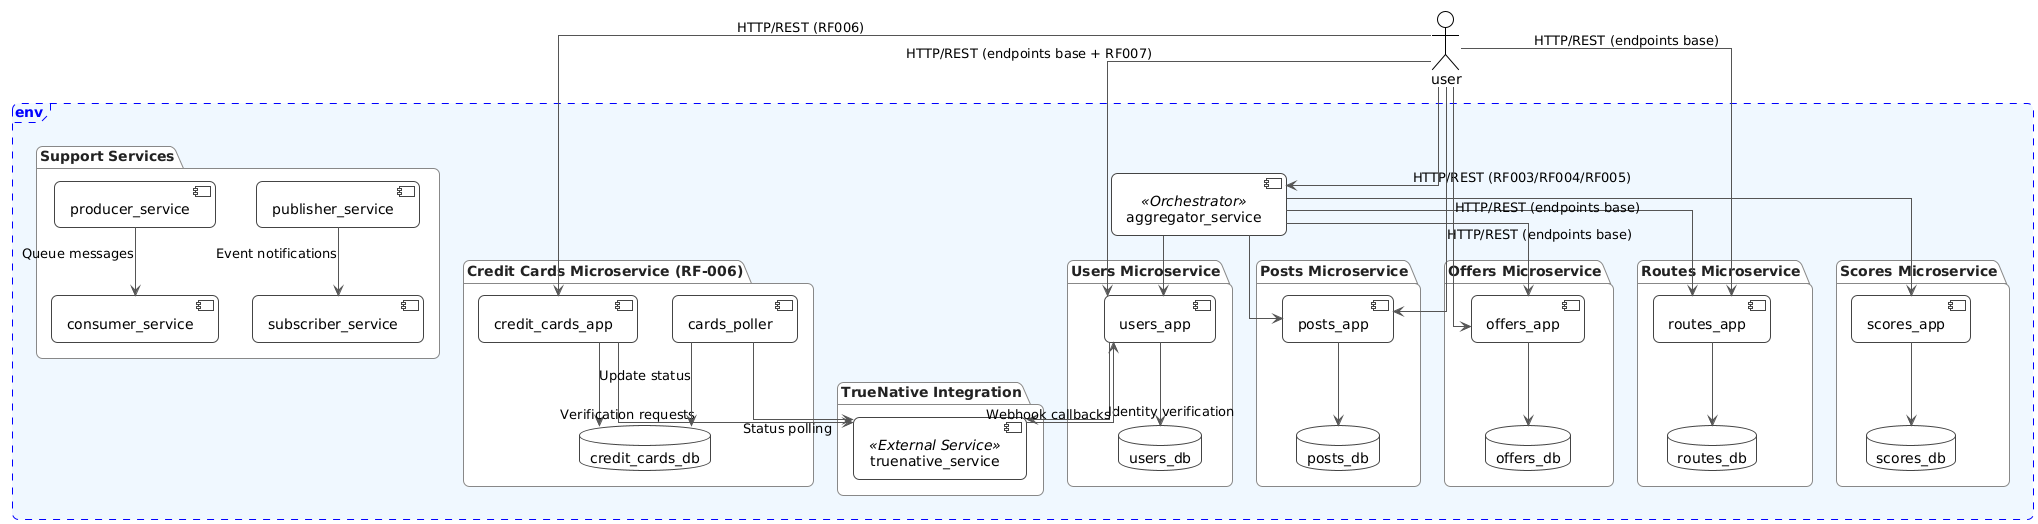 HTTP/REST (RF006)
HTTP/REST (endpoints base)
HTTP/REST (endpoints base + RF007)
user
env
Support Services
producer_service
publisher_service
Queue messages
Event notifications
consumer_service
subscriber_service
HTTP/REST (RF003/RF004/RF005)
«Orchestrator»
aggregator_service
HTTP/REST (endpoints base)
HTTP/REST (endpoints base)
Credit Cards Microservice (RF-006)
credit_cards_app
cards_poller
Update status
Verification requests
Status polling
credit_cards_db
TrueNative Integration
«External Service»
truenative_service
Webhook callbacks
Identity verification
Users Microservice
users_app
users_db
Posts Microservice
posts_app
posts_db
Offers Microservice
offers_app
offers_db
Routes Microservice
routes_app
routes_db
Scores Microservice
scores_app
scores_db